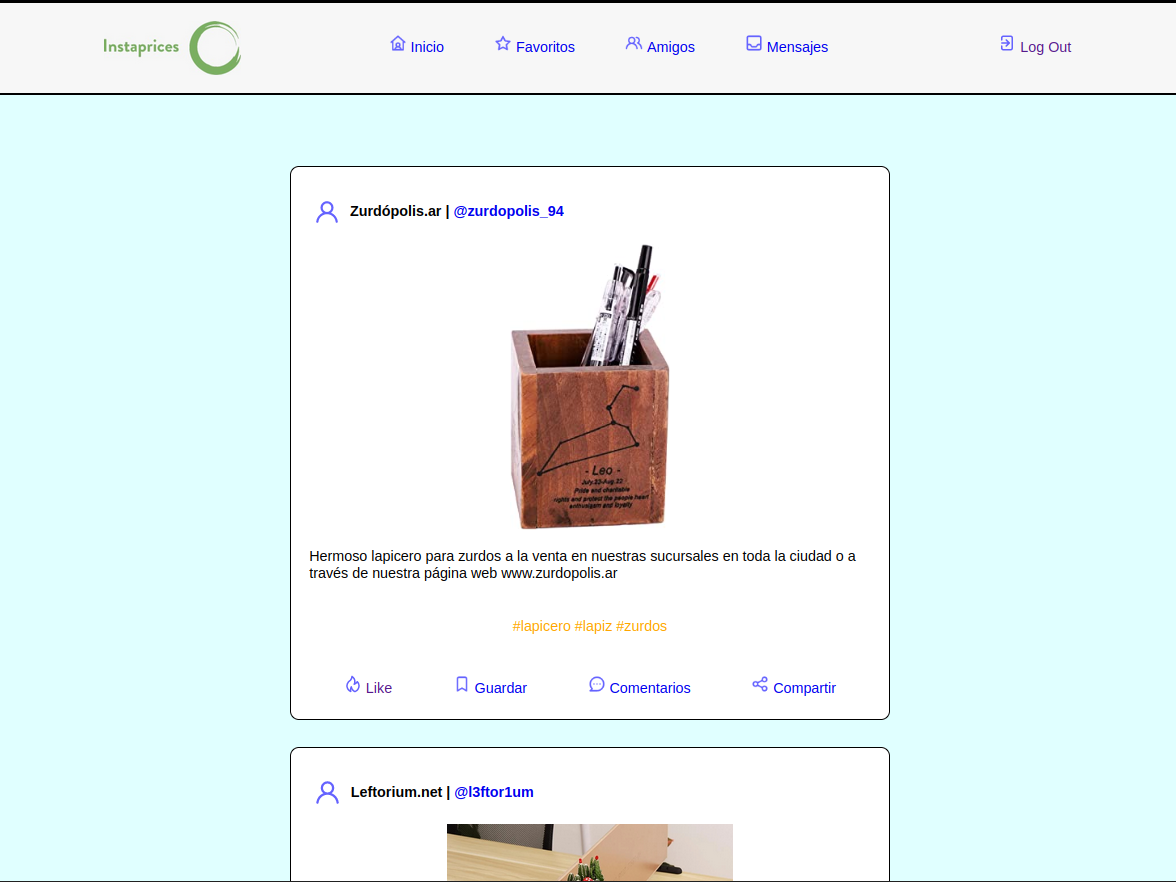 Instaprices
Inicio
Favoritos
Amigos
Mensajes
Log Out
Zurdópolis.ar | @zurdopolis_94
- Leo -
July.23-Aug.22
Pride and charitable
rights and protect the people heart
enthusiasm and loyalty
Hermoso lapicero para zurdos a la venta en nuestras sucursales en toda la ciudad o a
través de nuestra página web www.zurdopolis.ar
#lapicero #lapiz #zurdos
Like
Guardar
Comentarios
Compartir
Leftorium.net | @l3ftor1um